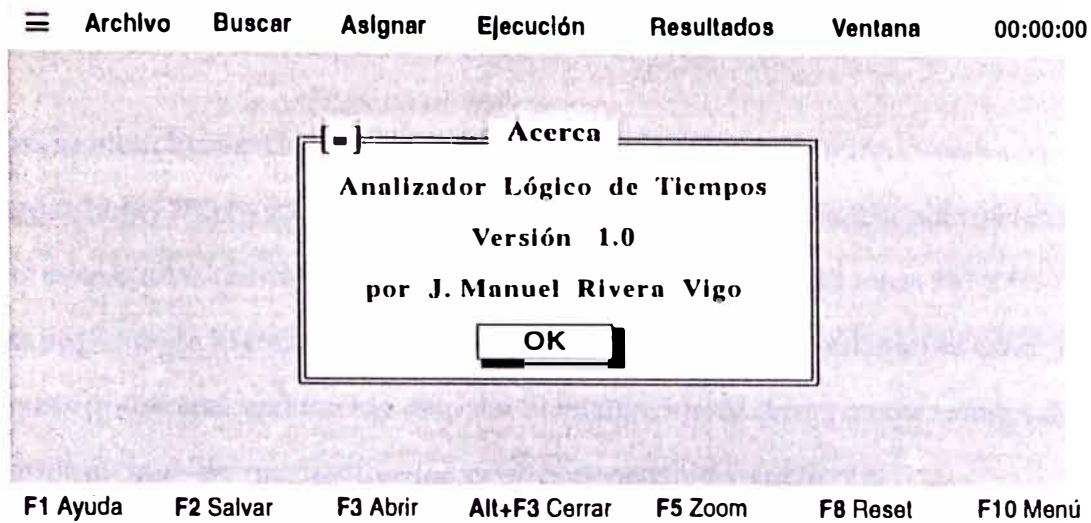 ≡ Archivo Buscar Asignar Ejecución Resultados Ventana 00:00:00
Acerca
Analizador Lógico de Tiempos
Versión 1.0
por J. Manuel Rivera Vigo
OK
F1 Ayuda F2 Salvar F3 Abrir Alt+F3 Cerrar F5 Zoom F8 Reset F10 Menú